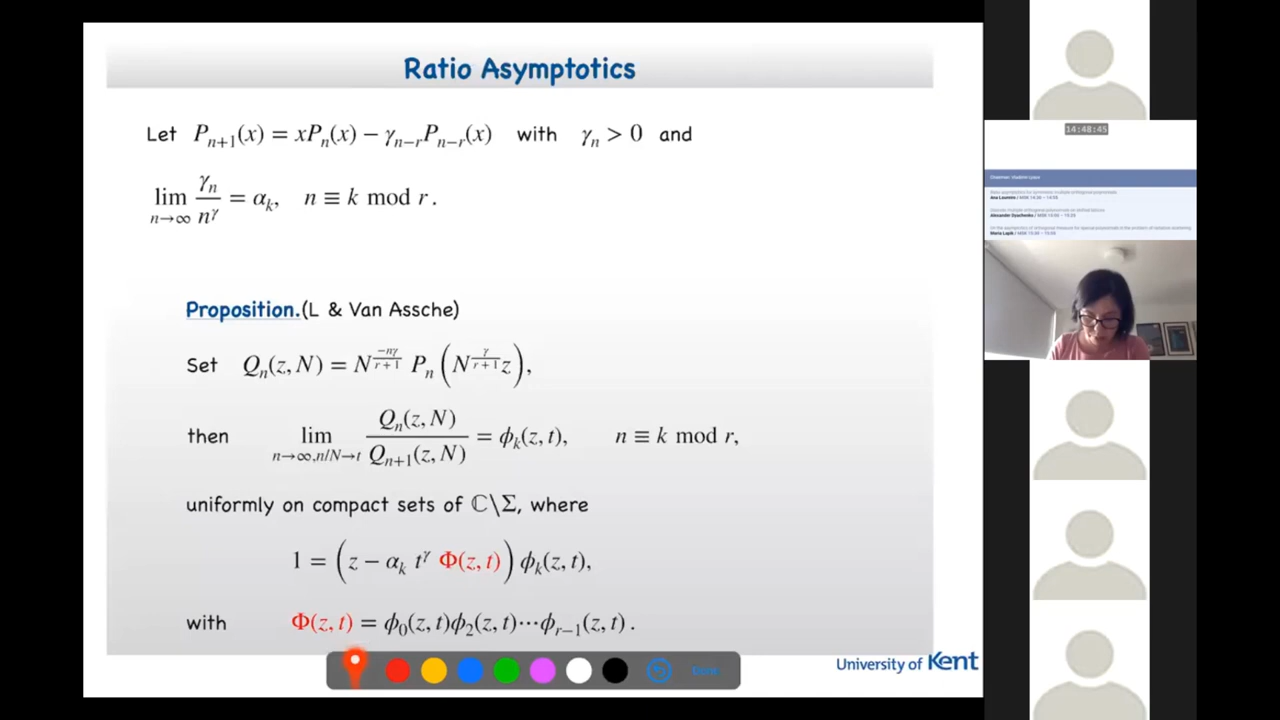 Ratio Asymptotics
Let P_{n+1}(x) = xP_n(x) − γ_{n−r}P_{n−r}(x) with γ_n > 0 and
lim_{n→∞} γ_n / n^γ = α_k, n ≡ k mod r.
Proposition.(L & Van Assche)
Set Q_n(z, N) = N^{−nγ/(r+1)} P_n(N^{γ/(r+1)} z),
then lim_{n→∞,n/N→t} Q_n(z, N) / Q_{n+1}(z, N) = ϕ_k(z, t), n ≡ k mod r,
uniformly on compact sets of ℂ\Σ, where
1 = (z − α_k t^γ Φ(z, t)) ϕ_k(z, t),
with Φ(z, t) = ϕ_0(z, t)ϕ_2(z, t)⋯ϕ_{r−1}(z, t).
University of Kent
14:48:45